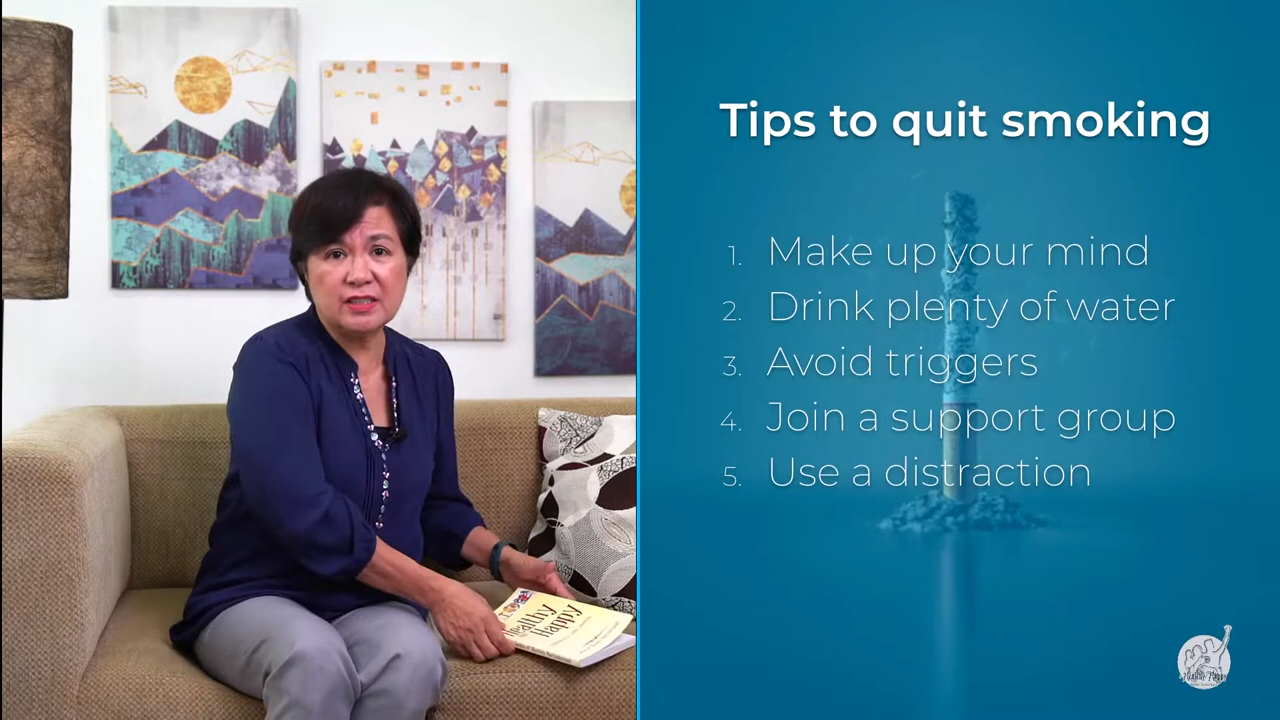 Tips to quit smoking
1. Make up your mind
2. Drink plenty of water
3. Avoid triggers
4. Join a support group
5. Use a distraction
Healthy
Happy